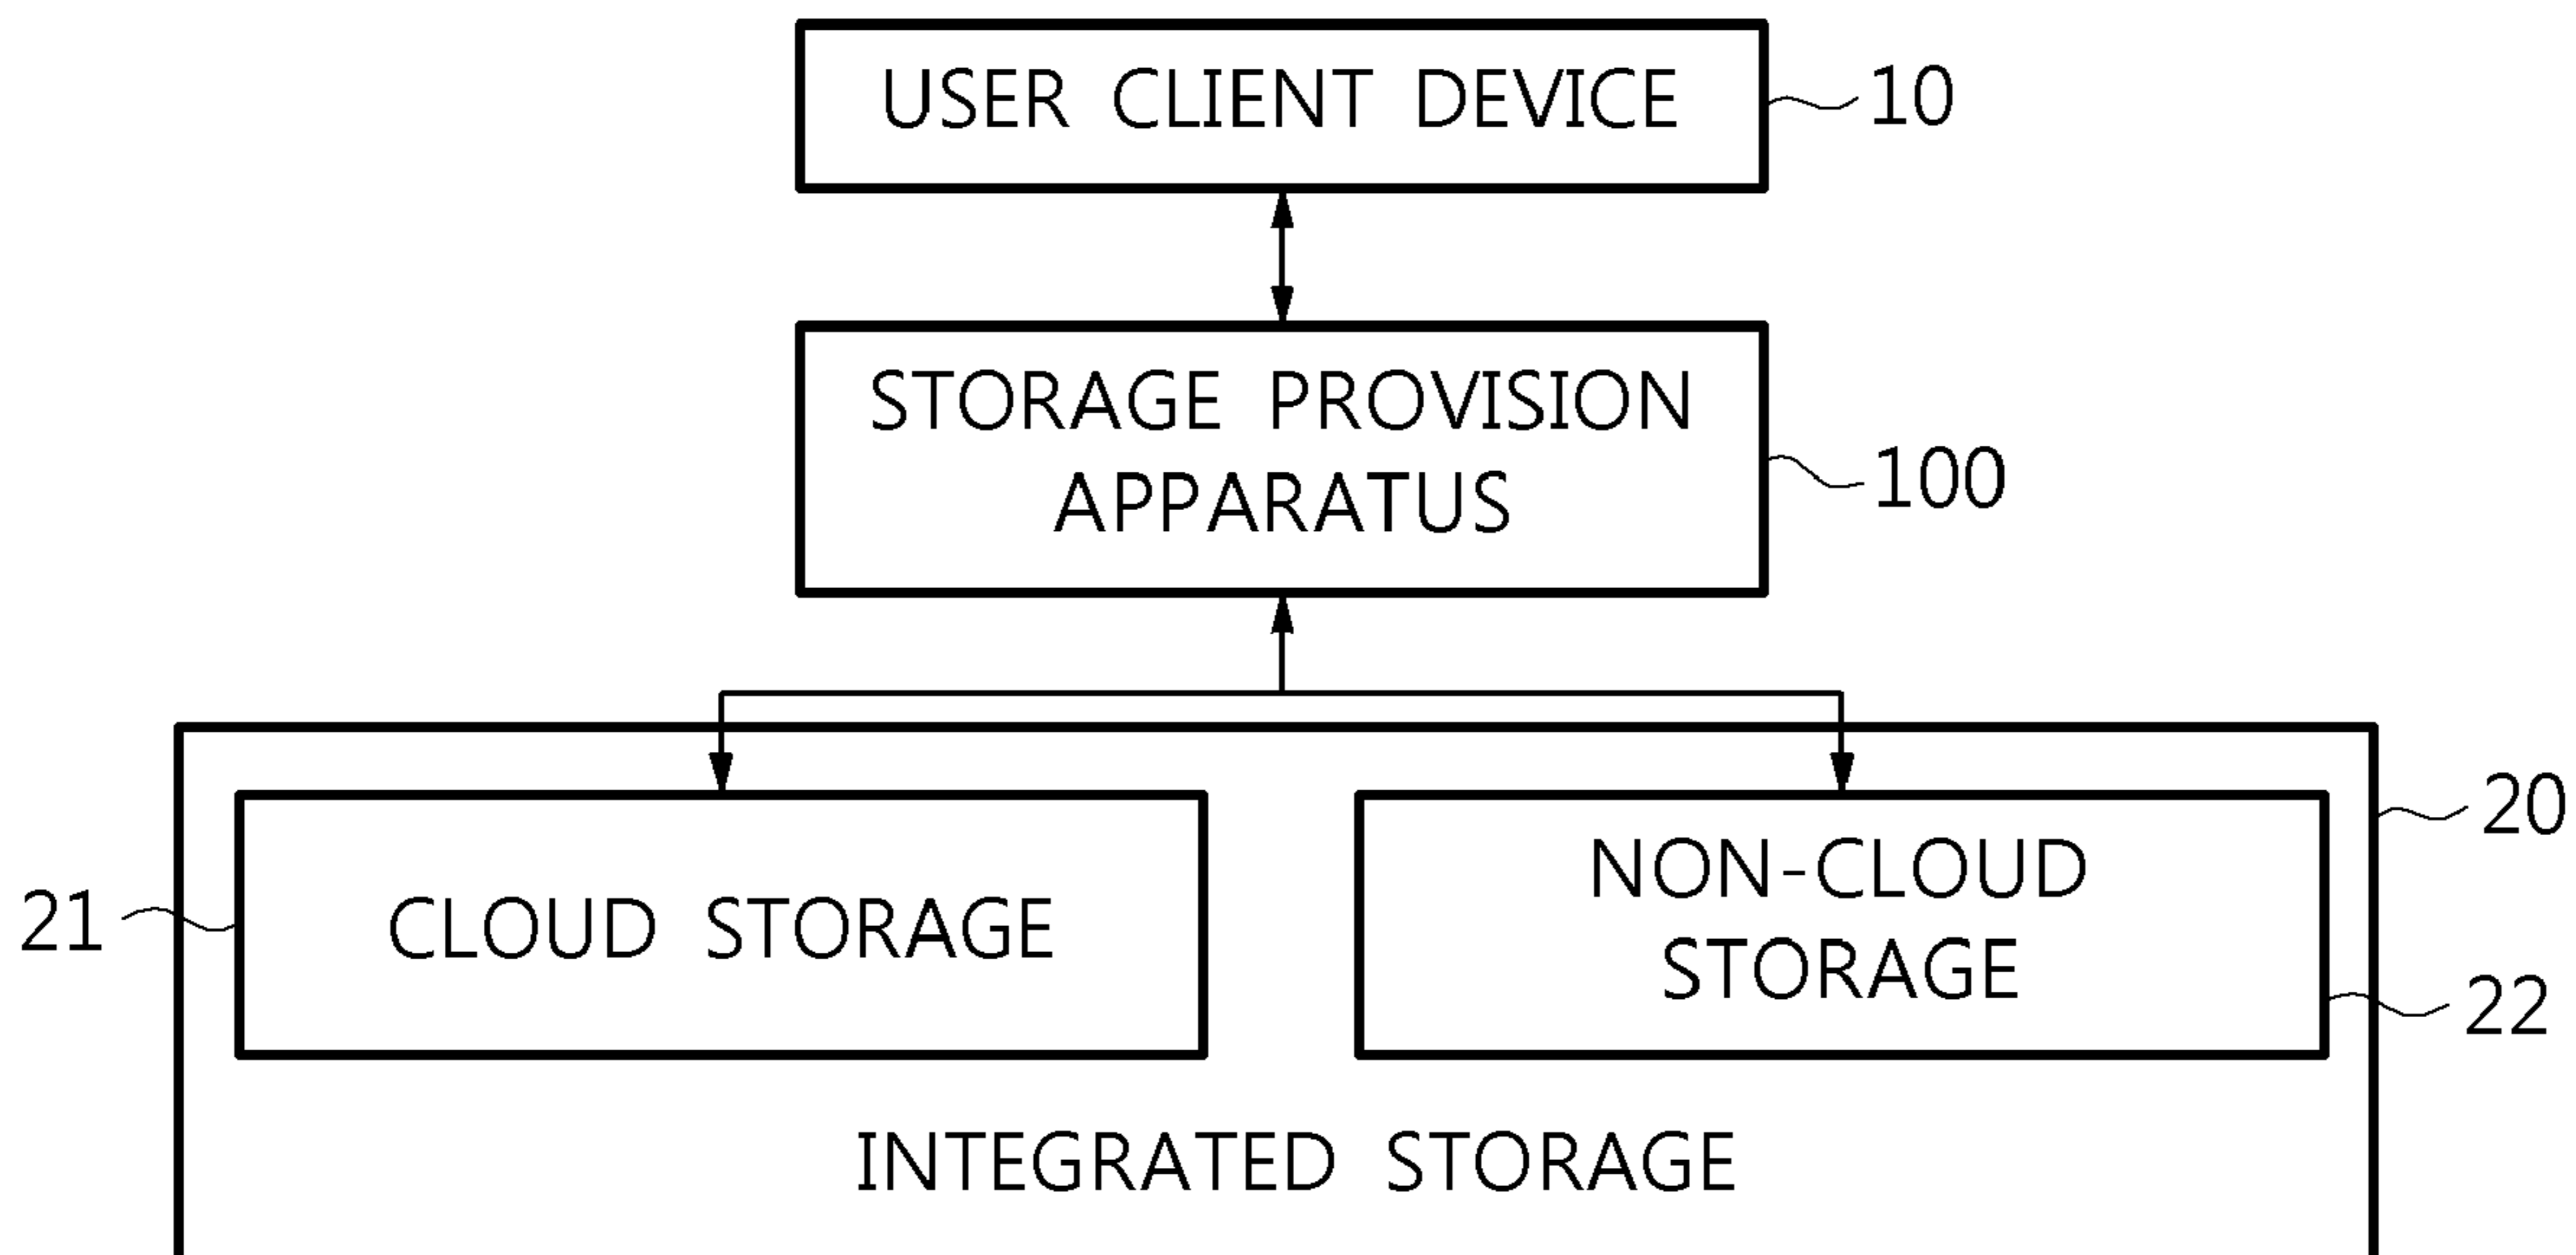 USER CLIENT DEVICE
10
STORAGE PROVISION
APPARATUS
100
20
21
CLOUD STORAGE
NON-CLOUD
STORAGE
22
INTEGRATED STORAGE